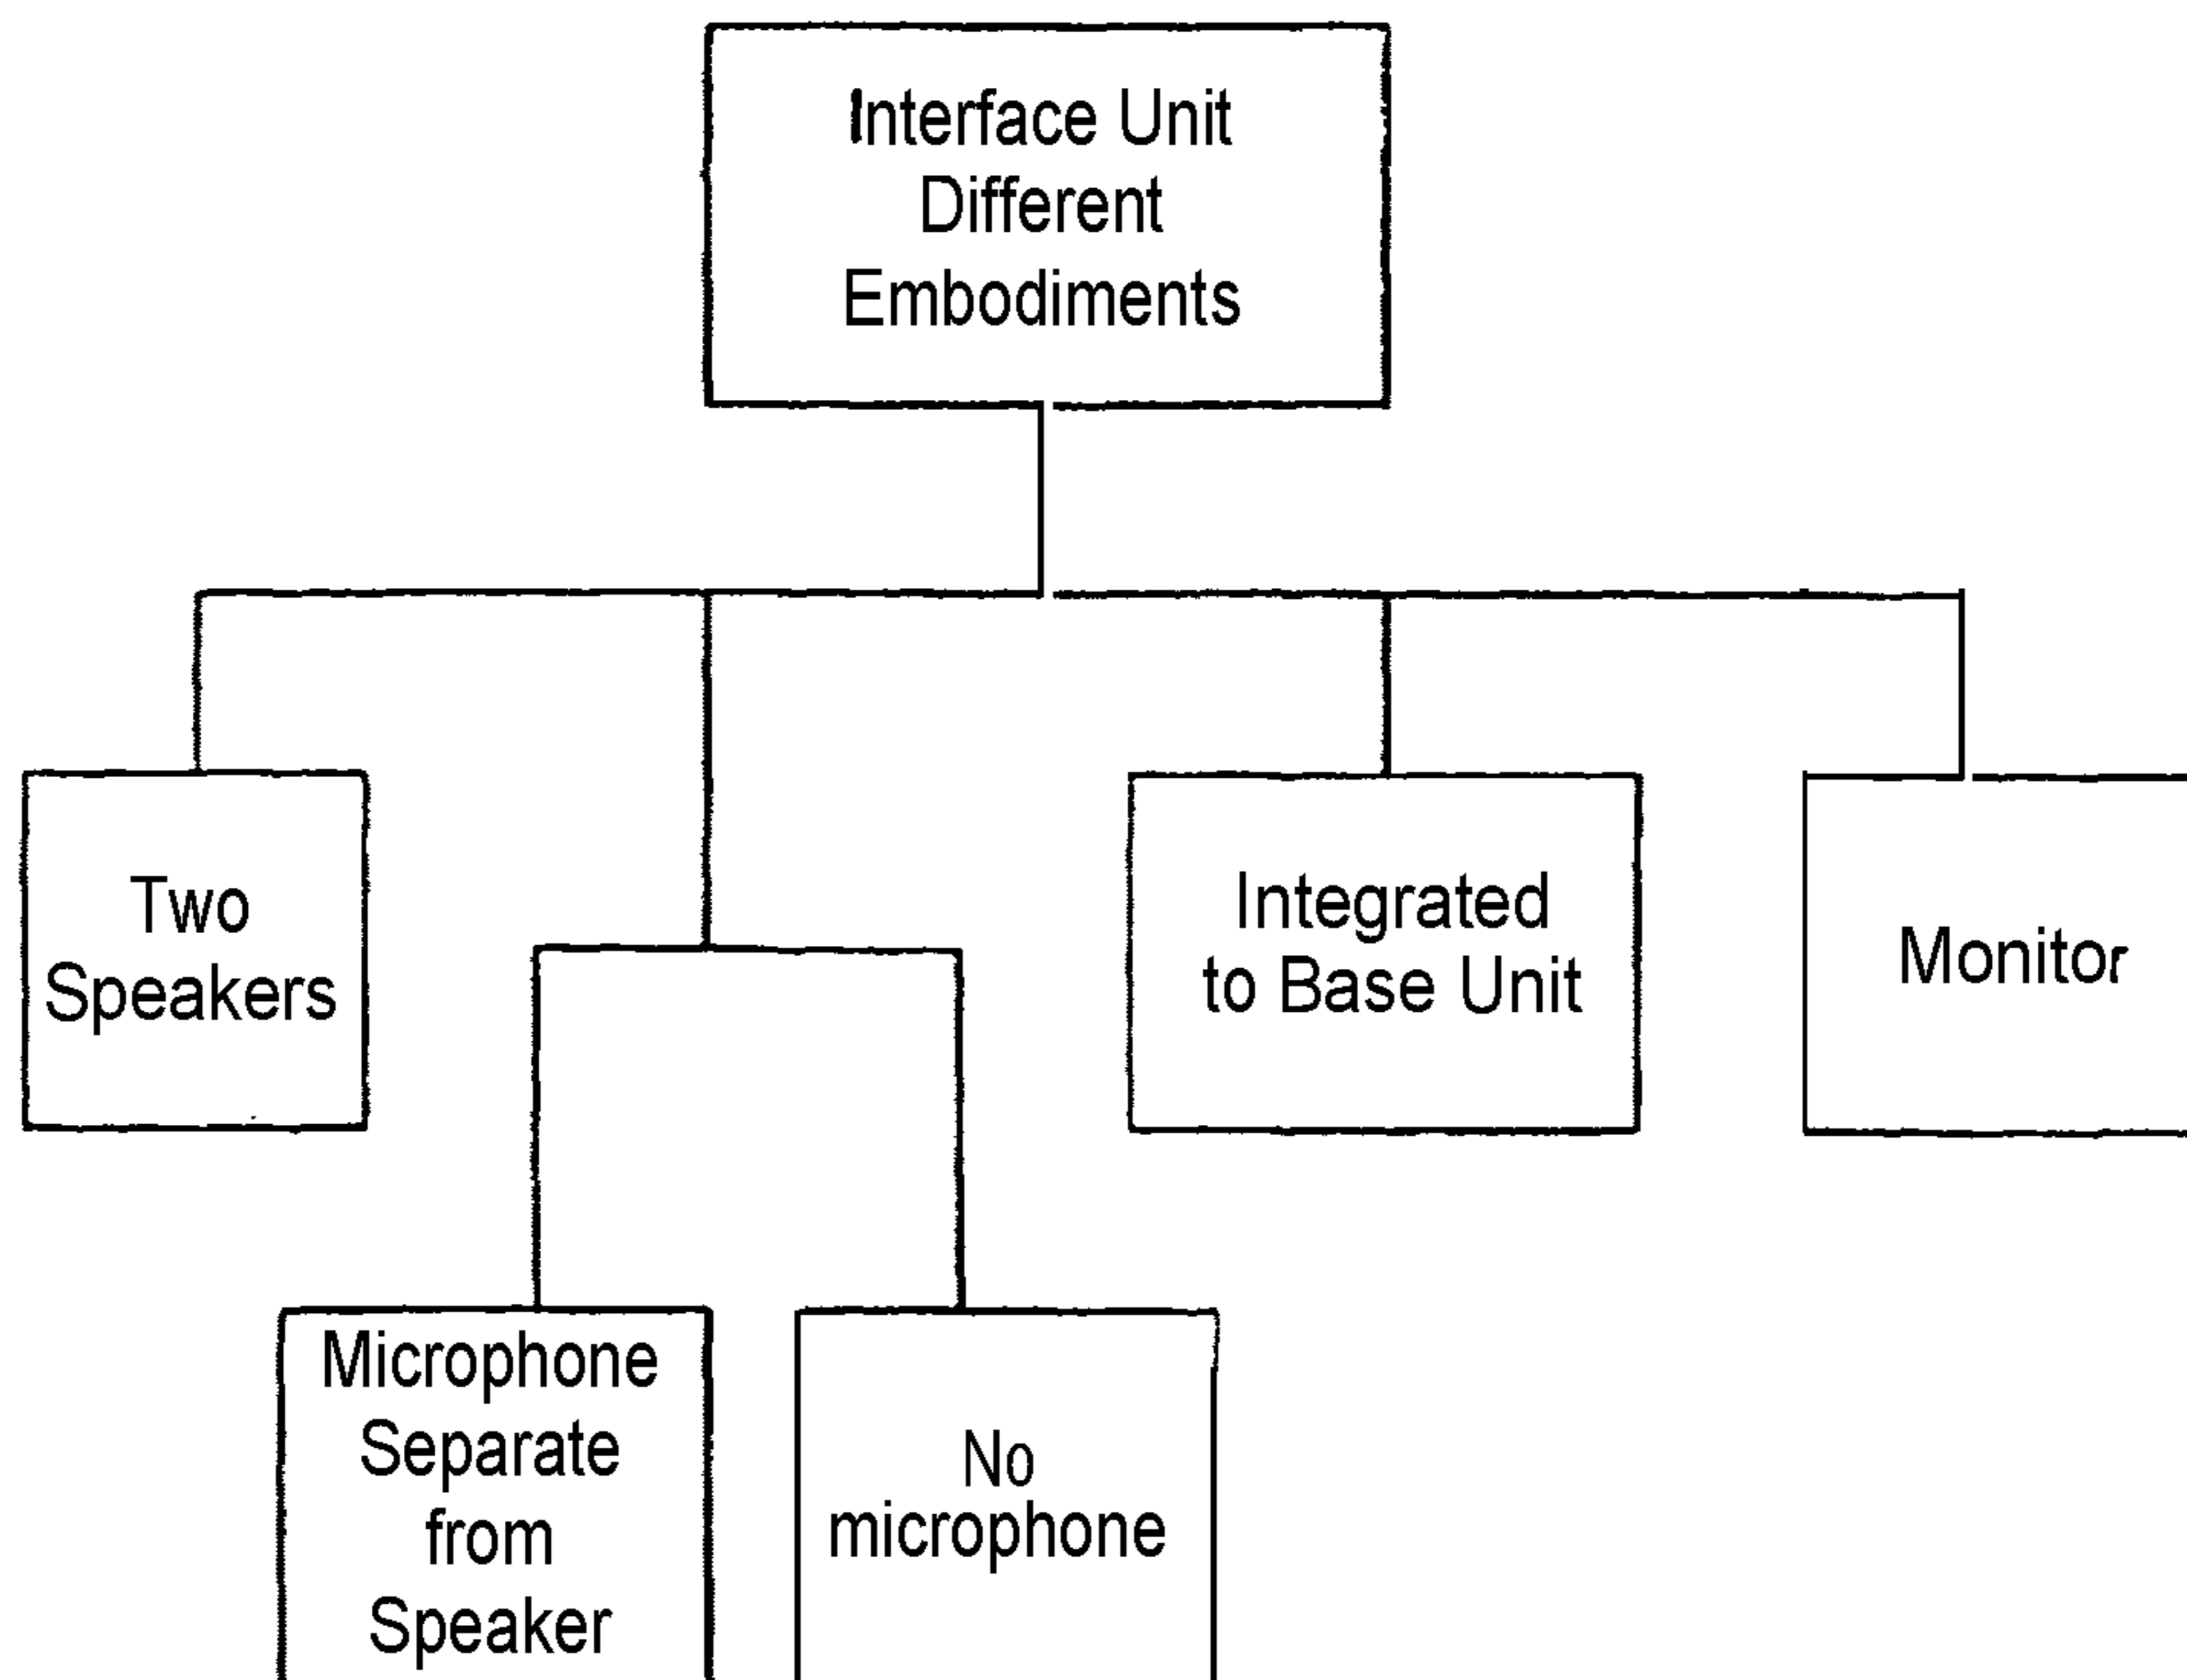 Interface Unit
Different
Embodiments
Two
Speakers
Integrated
to Base Unit
Monitor
Microphone
Separate
from
Speaker
No
microphone